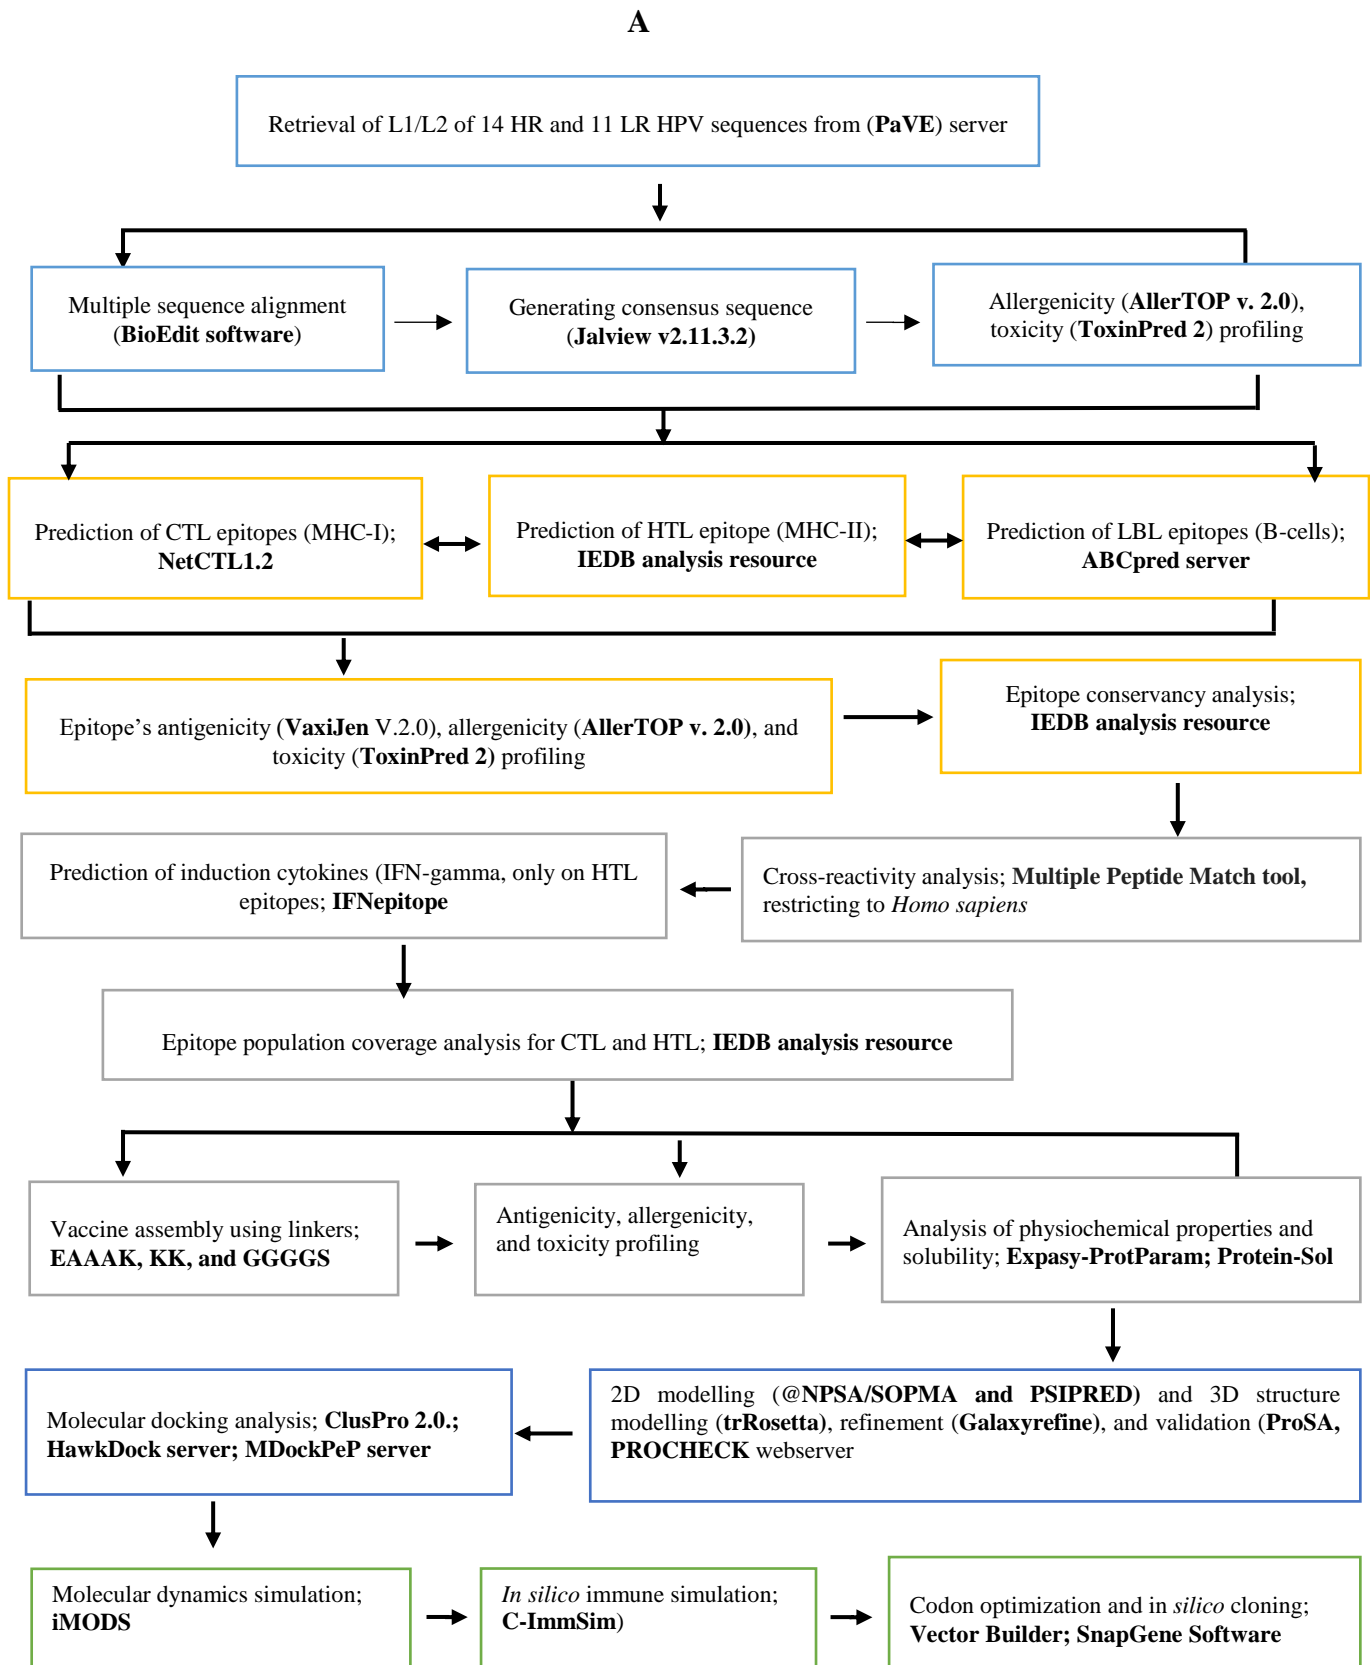 A
Retrieval of L1/L2 of 14 HR and 11 LR HPV sequences from (PaVE) server
Multiple sequence alignment
(BioEdit software)
Generating consensus sequence
(Jalview v2.11.3.2)
Allergenicity (AllerTOP v. 2.0),
toxicity (ToxinPred 2) profiling
Prediction of CTL epitopes (MHC-I);
NetCTL1.2
Prediction of HTL epitope (MHC-II);
IEDB analysis resource
Prediction of LBL epitopes (B-cells);
ABCpred server
Epitope’s antigenicity (VaxiJen V.2.0), allergenicity (AllerTOP v. 2.0), and
toxicity (ToxinPred 2) profiling
Epitope conservancy analysis;
IEDB analysis resource
Prediction of induction cytokines (IFN-gamma, only on HTL
epitopes; IFNepitope
Cross-reactivity analysis; Multiple Peptide Match tool,
restricting to Homo sapiens
Epitope population coverage analysis for CTL and HTL; IEDB analysis resource
Vaccine assembly using linkers;
EAAAK, KK, and GGGGS
Antigenicity, allergenicity,
and toxicity profiling
Analysis of physiochemical properties and
solubility; Expasy-ProtParam; Protein-Sol
Molecular docking analysis; ClusPro 2.0.;
HawkDock server; MDockPeP server
2D modelling (@NPSA/SOPMA and PSIPRED) and 3D structure
modelling (trRosetta), refinement (Galaxyrefine), and validation (ProSA,
PROCHECK webserver
Molecular dynamics simulation;
iMODS
In silico immune simulation;
C-ImmSim)
Codon optimization and in silico cloning;
Vector Builder; SnapGene Software